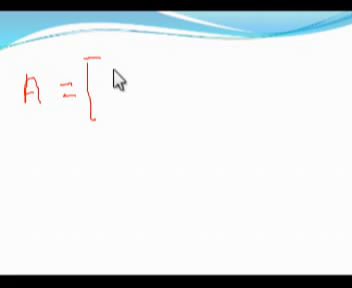 A = [